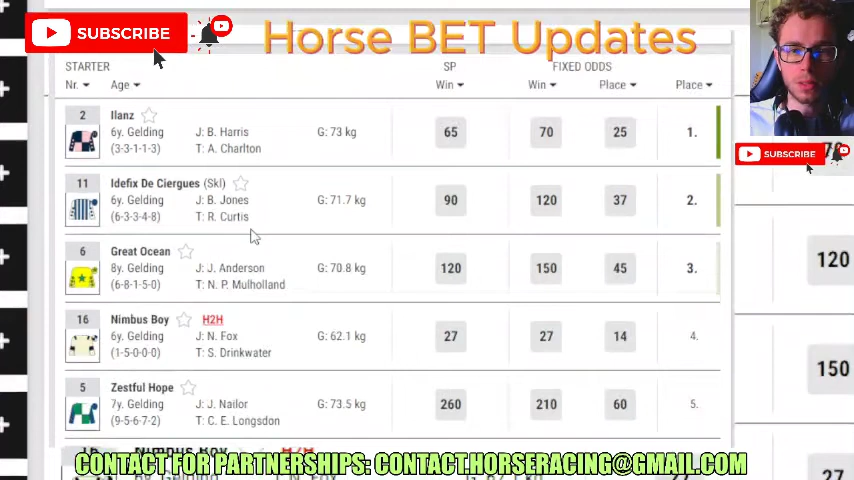 SUBSCRIBE
Horse BET Updates
STARTER SP FIXED ODDS
Nr. Age Win Win Place Place
2 Ilanz
6y. Gelding J: B. Harris G: 73 kg 65 70 25 1.
(3-3-1-1-3) T: A. Charlton
11 Idefix De Ciergues (Skl)
6y. Gelding J: B. Jones G: 71.7 kg 90 120 37 2.
(6-3-3-4-8) T: R. Curtis
6 Great Ocean
8y. Gelding J: J. Anderson G: 70.8 kg 120 150 45 3.
(6-8-1-5-0) T: N. P. Mulholland
16 Nimbus Boy H2H
6y. Gelding J: N. Fox G: 62.1 kg 27 27 14 4.
(1-5-0-0-0) T: S. Drinkwater
5 Zestful Hope
7y. Gelding J: J. Nailor G: 73.5 kg 260 210 60 5.
(9-5-6-7-2) T: C. E. Longsdon
SUBSCRIBE
120
150
16 Nimbus Boy H2H
CONTACT FOR PARTNERSHIPS: CONTACT.HORSERACING@GMAIL.COM